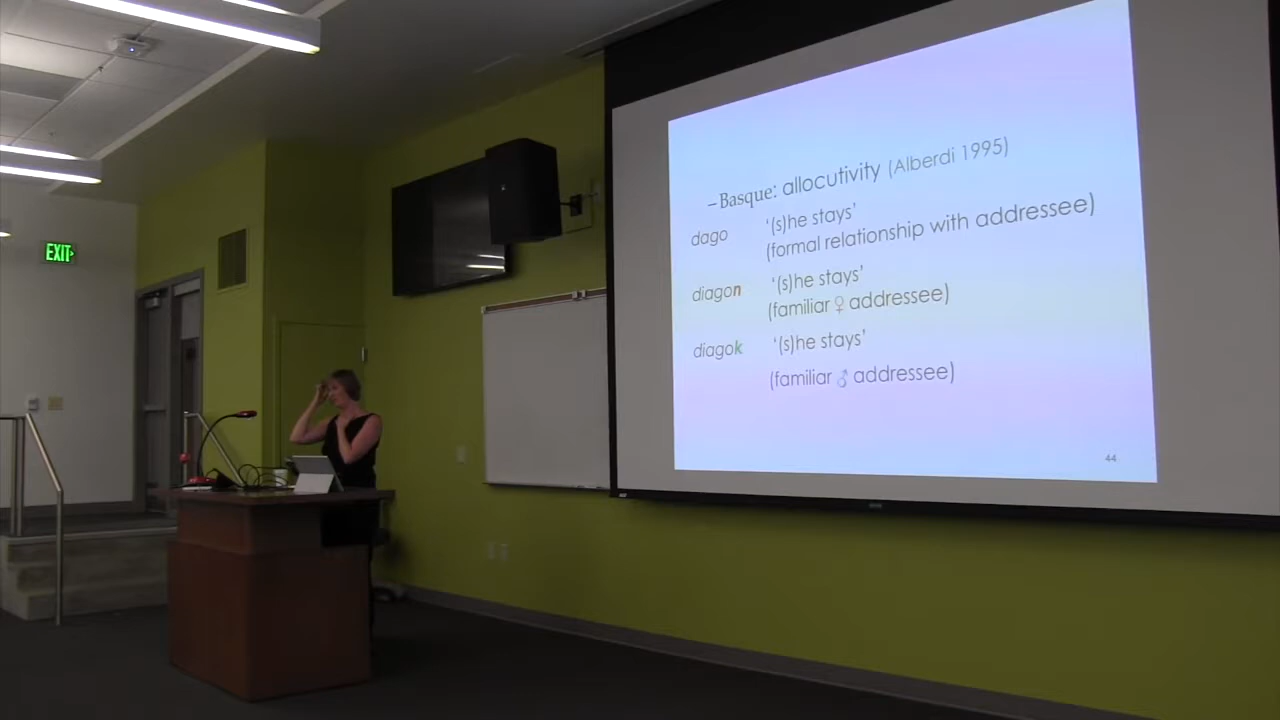 EXIT
–Basque: allocutivity (Alberdi 1995)
dago '(s)he stays'
(formal relationship with addressee)
diagon '(s)he stays'
(familiar ♀ addressee)
diagok '(s)he stays'
(familiar ♂ addressee)
44